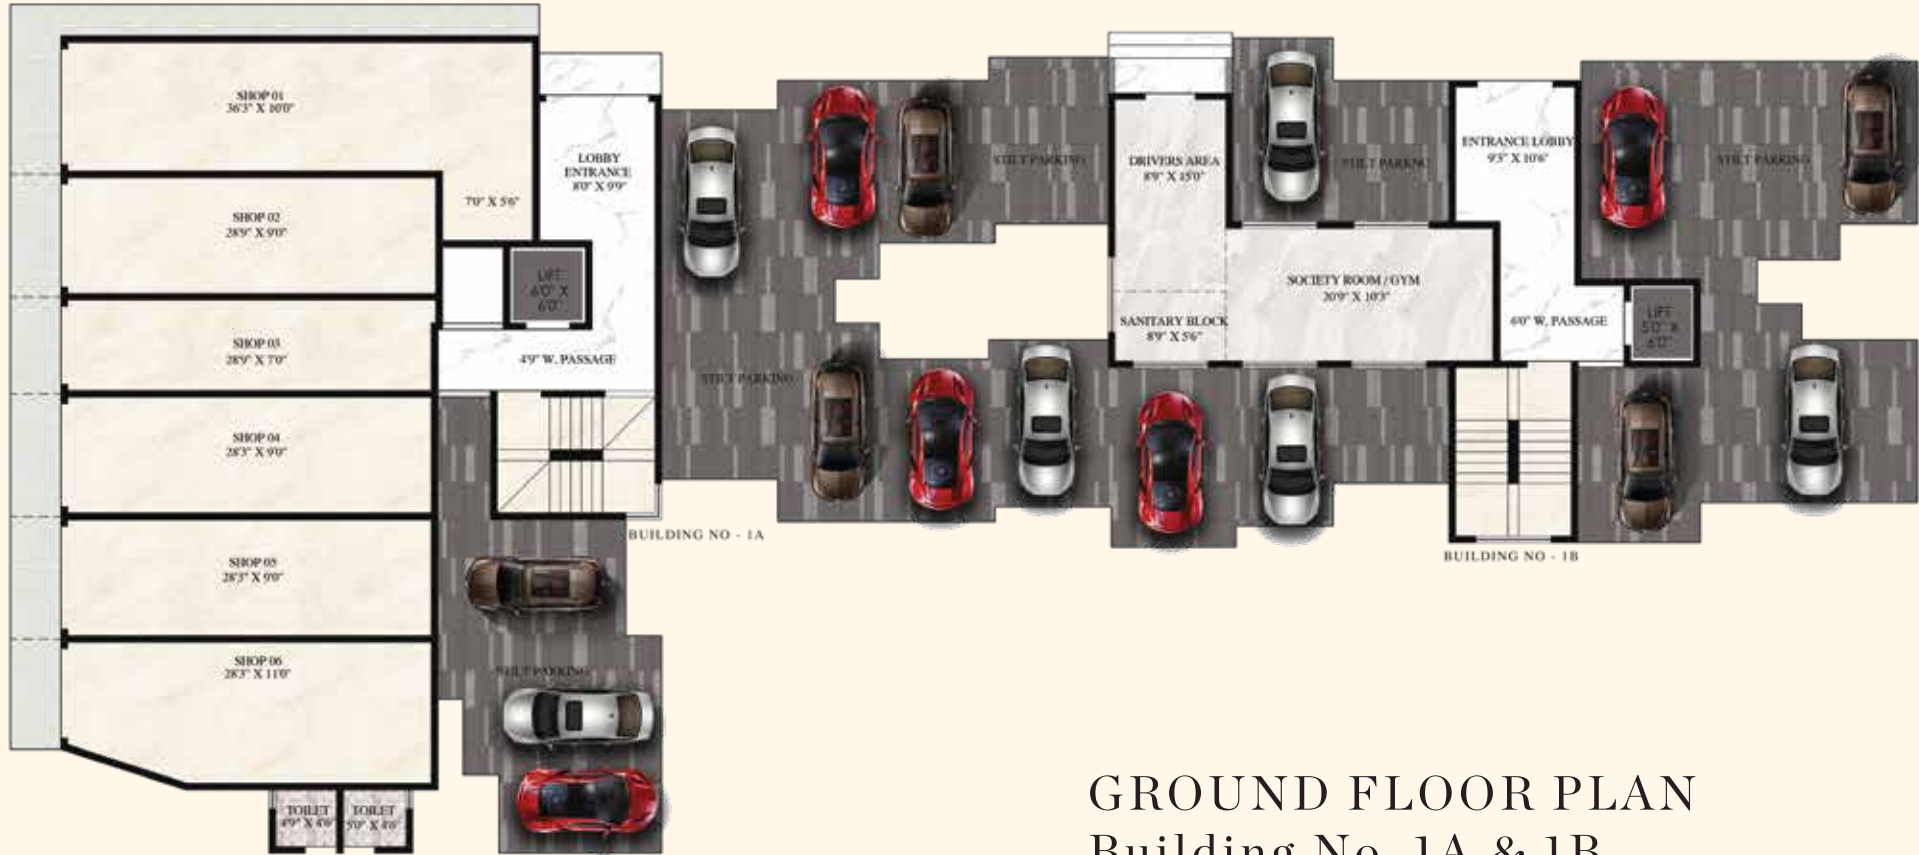 SHOP 01
36'3" X 10'0"
7'0" X 5'6"
SHOP 02
28'9" X 9'0"
SHOP 03
28'9" X 7'0"
SHOP 04
28'3" X 9'0"
SHOP 05
28'3" X 9'0"
SHOP 06
28'3" X 11'0"
TOILET
4'9" X 4'6"
TOILET
5'0" X 4'6"
LOBBY
ENTRANCE
8'0" X 9'9"
LIFT
6'0" X
6'0"
4'9" W. PASSAGE
STILT PARKING
BUILDING NO - 1A
STILT PARKING
STILT PARKING
DRIVERS AREA
8'9" X 15'0"
SANITARY BLOCK
8'9" X 5'6"
STILT PARKNG
SOCIETY ROOM / GYM
20'9" X 10'3"
ENTRANCE LOBBY
9'3" X 10'6"
6'0" W. PASSAGE
LIFT
5'0" X
6'0"
STILT PARKING
BUILDING NO - 1B
GROUND FLOOR PLAN
Building No. 1A & 1B